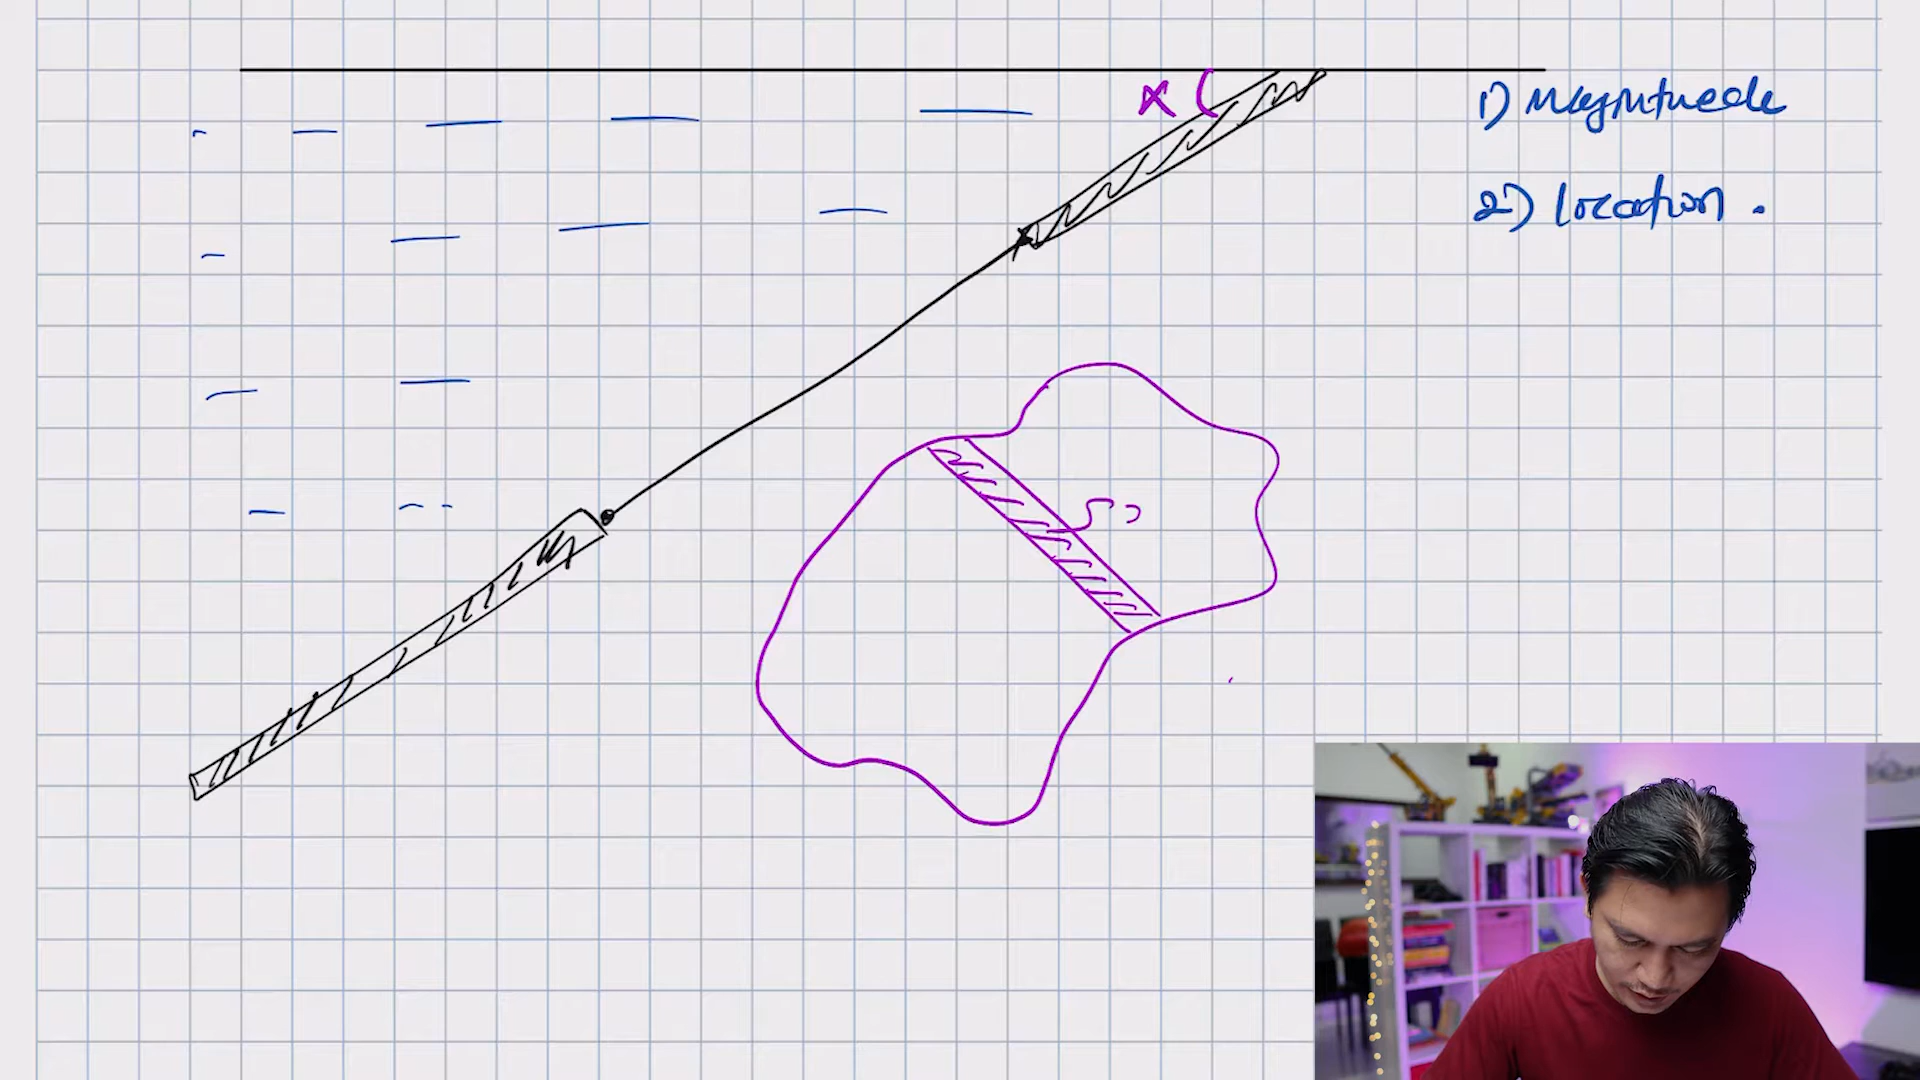 α
1) Magnitude
2) location.